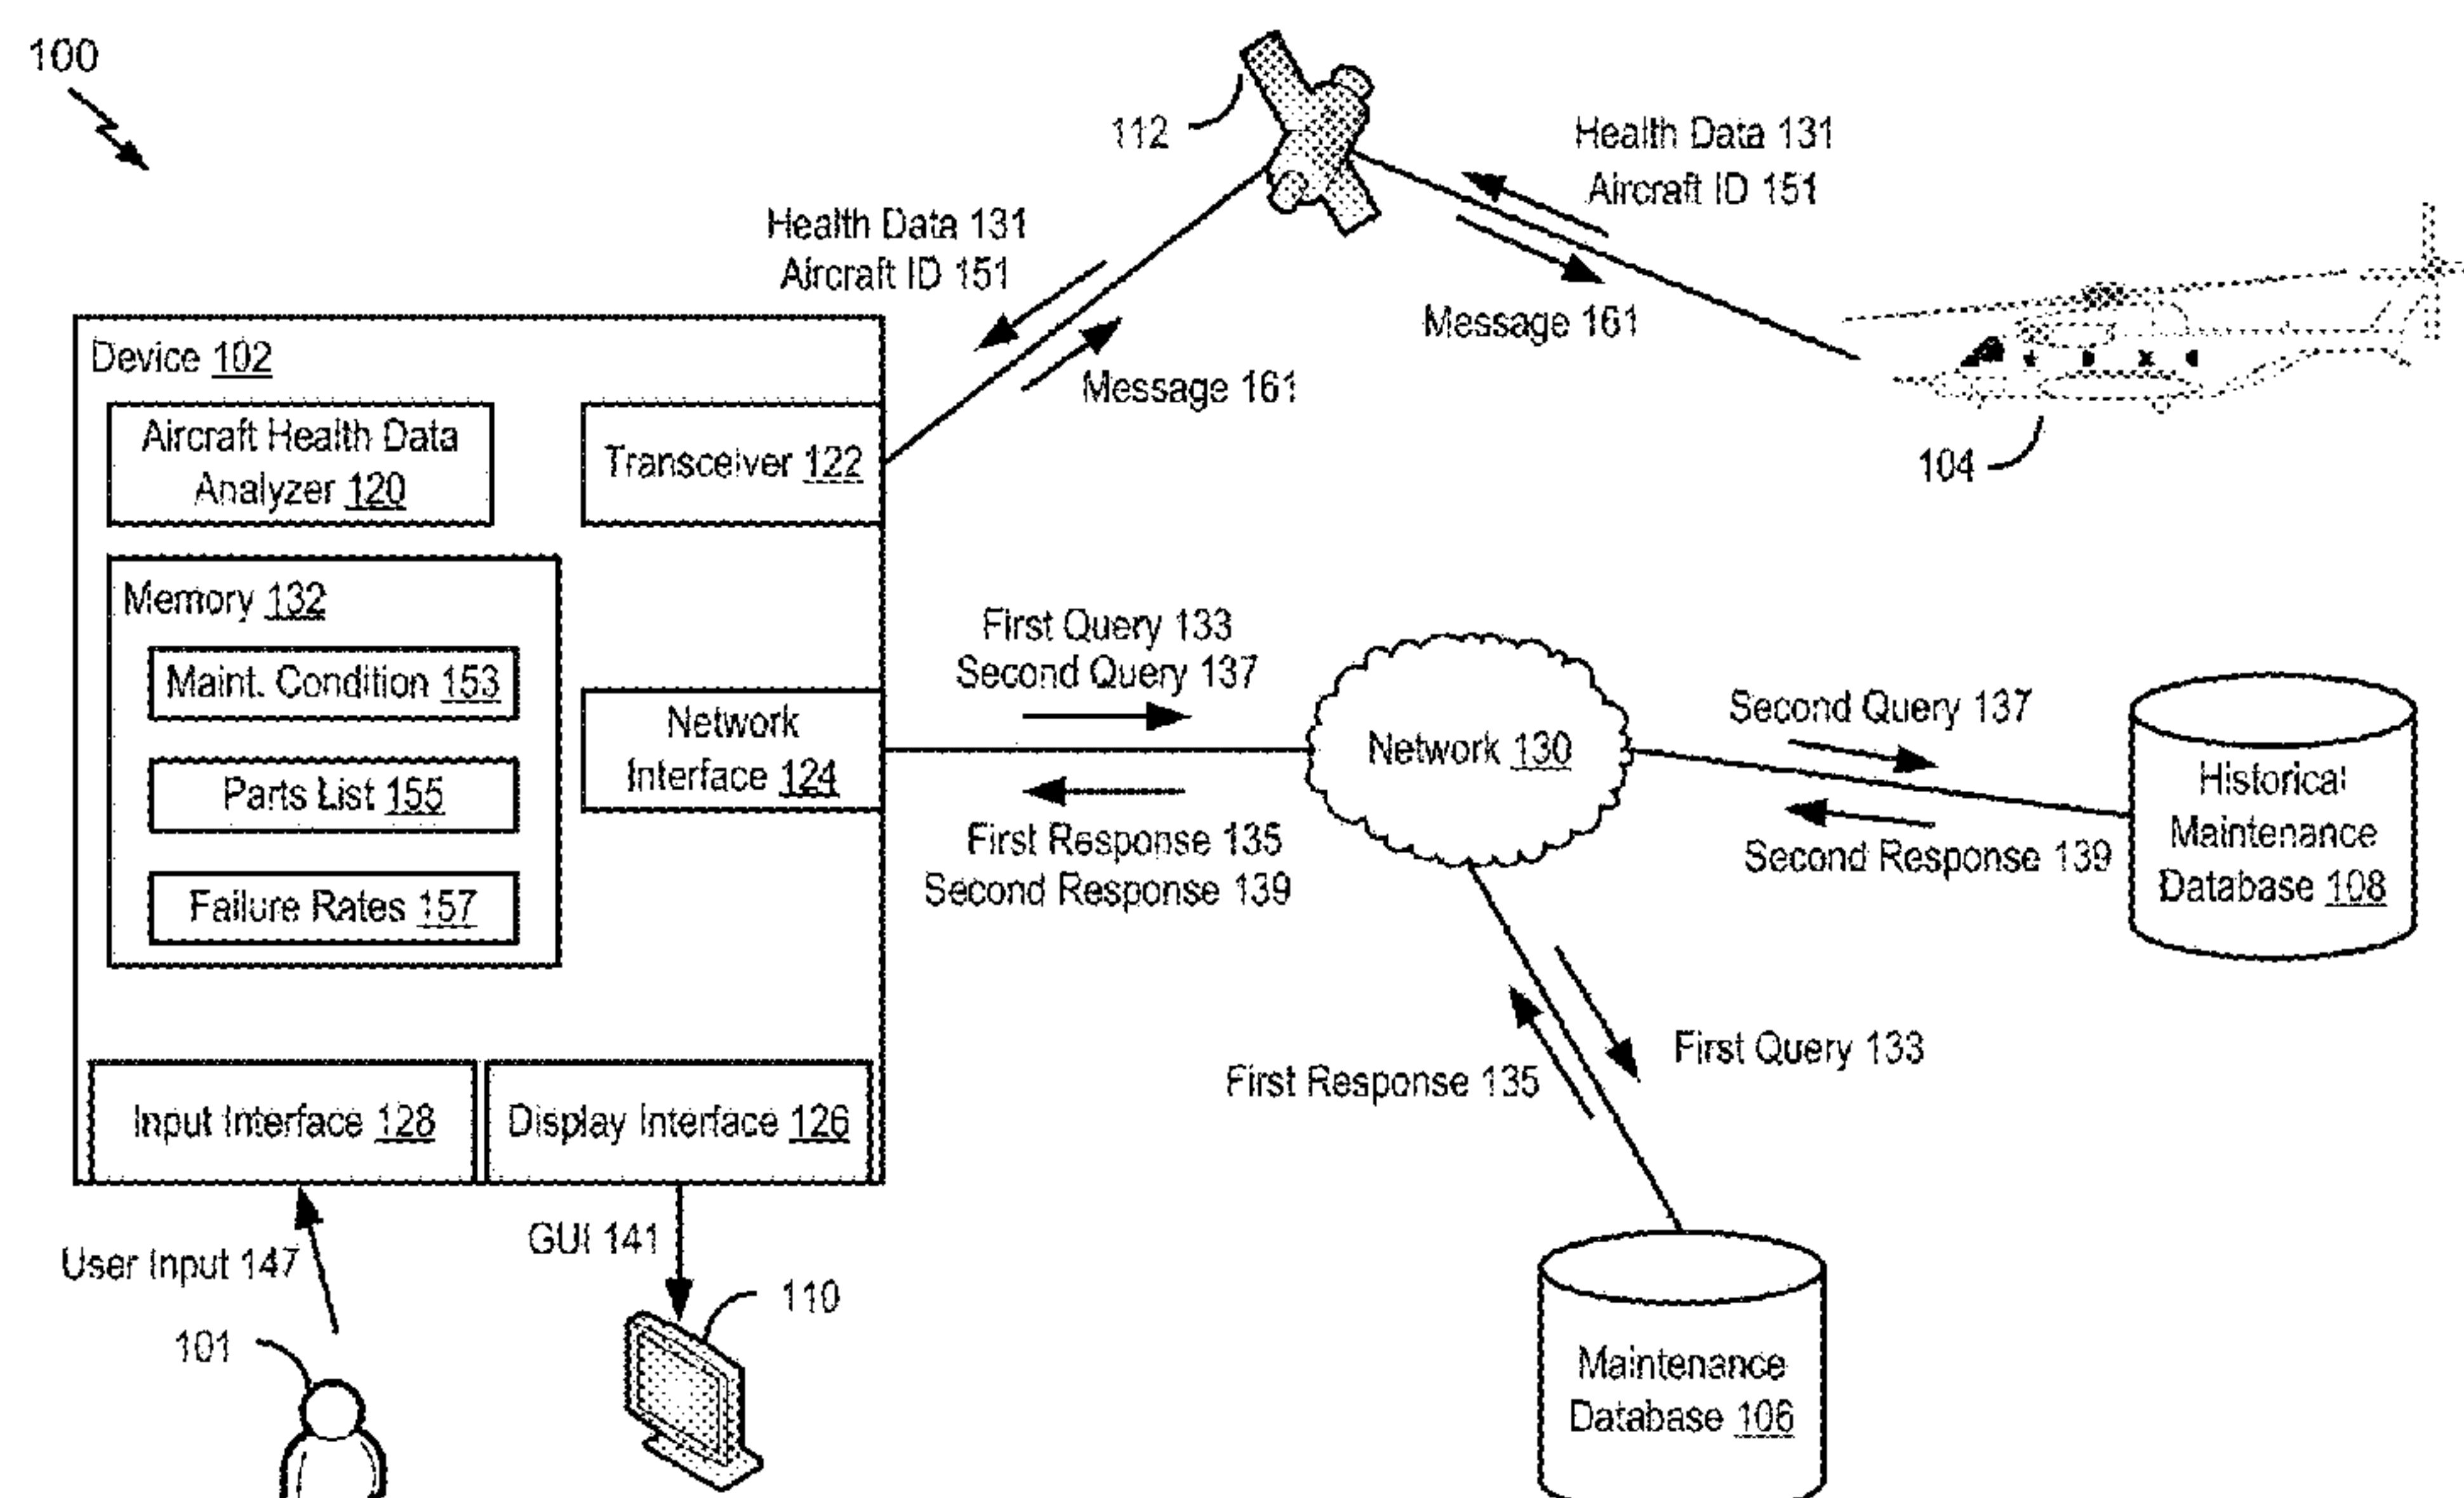 100
112
Health Data 131
Aircraft ID 151
Health Data 131
Aircraft ID 151
Message 161
Message 161
104
Device 102
Aircraft Health Data
Analyzer 120
Transceiver 122
Memory 132
Maint. Condition 153
Parts List 155
Failure Rates 157
Network
Interface 124
First Query 133
Second Query 137
First Response 135
Second Response 139
Network 130
Second Query 137
Second Response 139
Historical
Maintenance
Database 108
First Query 133
First Response 135
Maintenance
Database 106
Input Interface 128
Display Interface 126
User Input 147
GUI 141
101
110